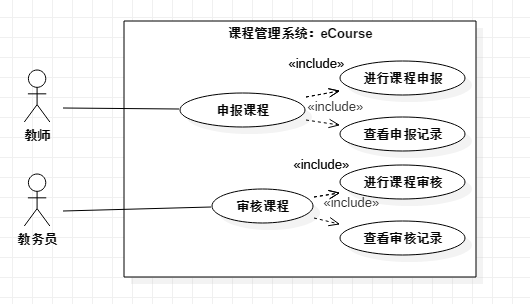 课程管理系统：eCourse
«include»
进行课程申报
教师
申报课程
«include»
查看申报记录
«include»
进行课程审核
教务员
审核课程
«include»
查看审核记录